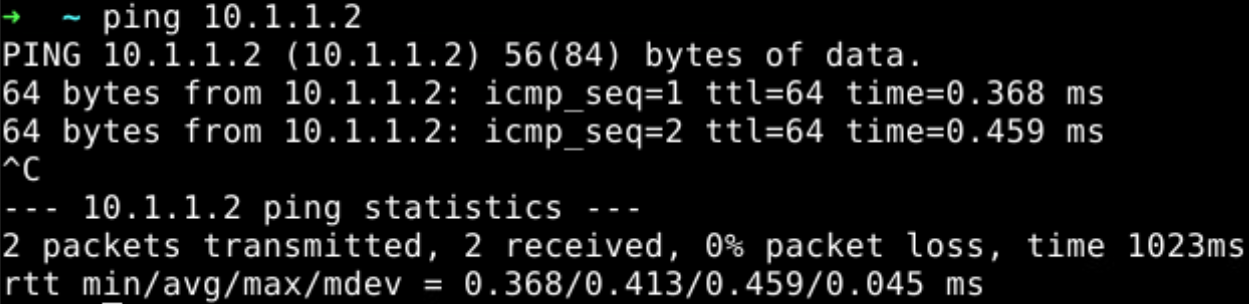 → ~ ping 10.1.1.2
PING 10.1.1.2 (10.1.1.2) 56(84) bytes of data.
64 bytes from 10.1.1.2: icmp_seq=1 ttl=64 time=0.368 ms
64 bytes from 10.1.1.2: icmp_seq=2 ttl=64 time=0.459 ms
^C
--- 10.1.1.2 ping statistics ---
2 packets transmitted, 2 received, 0% packet loss, time 1023ms
rtt min/avg/max/mdev = 0.368/0.413/0.459/0.045 ms